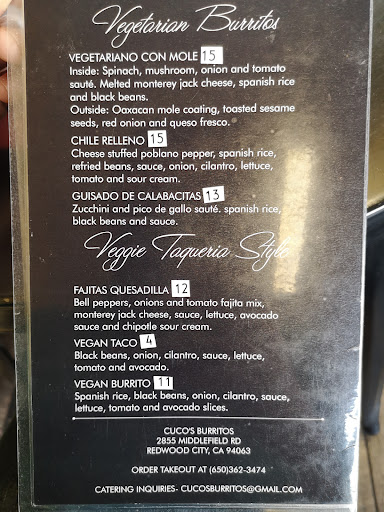 Vegetarian Burritos
VEGETARIANO CON MOLE 15
Inside: Spinach, mushroom, onion and tomato
sauté. Melted monterey jack cheese, spanish rice
and black beans.
Outside: Oaxacan mole coating, toasted sesame
seeds, red onion and queso fresco.
CHILE RELLENO 15
Cheese stuffed poblano pepper, spanish rice,
refried beans, sauce, onion, cilantro, lettuce,
tomato and sour cream.
GUISADO DE CALABACITAS 13
Zucchini and pico de gallo sauté. spanish rice,
black beans and sauce.
Veggie Taqueria Style
FAJITAS QUESADILLA 12
Bell peppers, onions and tomato fajita mix,
monterey jack cheese, sauce, lettuce, avocado
sauce and chipotle sour cream.
VEGAN TACO 4
Black beans, onion, cilantro, sauce, lettuce,
tomato and avocado.
VEGAN BURRITO 11
Spanish rice, black beans, onion, cilantro, sauce,
lettuce, tomato and avocado slices.
CUCO'S BURRITOS
2855 MIDDLEFIELD RD
REDWOOD CITY, CA 94063
ORDER TAKEOUT AT (650)362-3474
CATERING INQUIRIES- CUCOSBURRITOS@GMAIL.COM